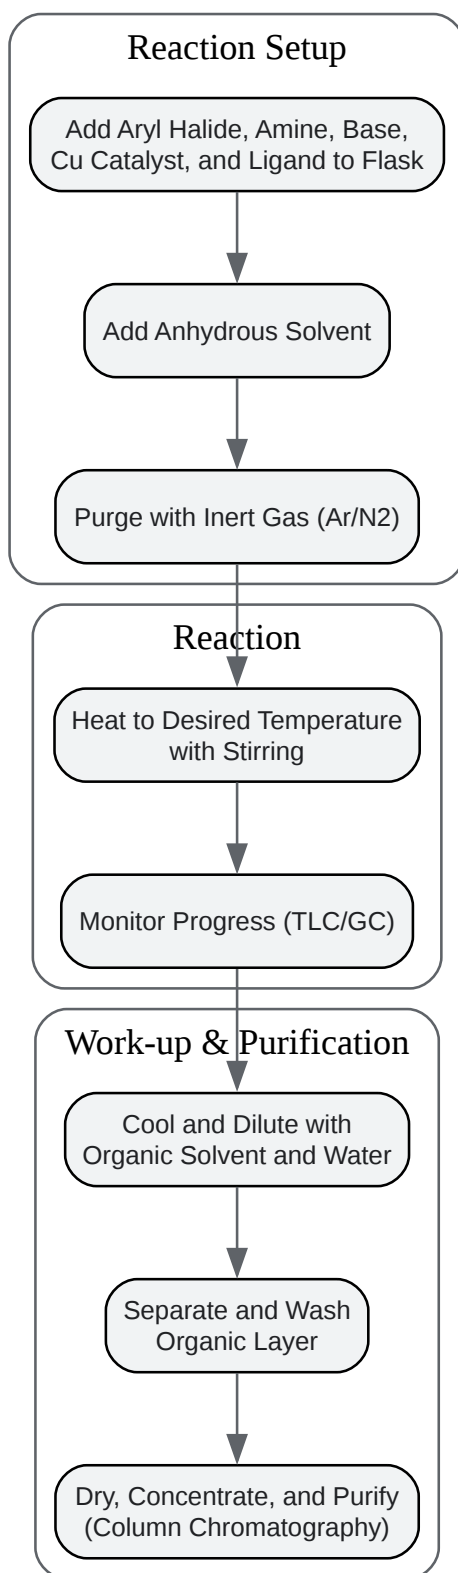 Reaction Setup
Add Aryl Halide, Amine, Base,
Cu Catalyst, and Ligand to Flask
Add Anhydrous Solvent
Purge with Inert Gas (Ar/N2)
Reaction
Heat to Desired Temperature
with Stirring
Monitor Progress (TLC/GC)
Work-up & Purification
Cool and Dilute with
Organic Solvent and Water
Separate and Wash
Organic Layer
Dry, Concentrate, and Purify
(Column Chromatography)